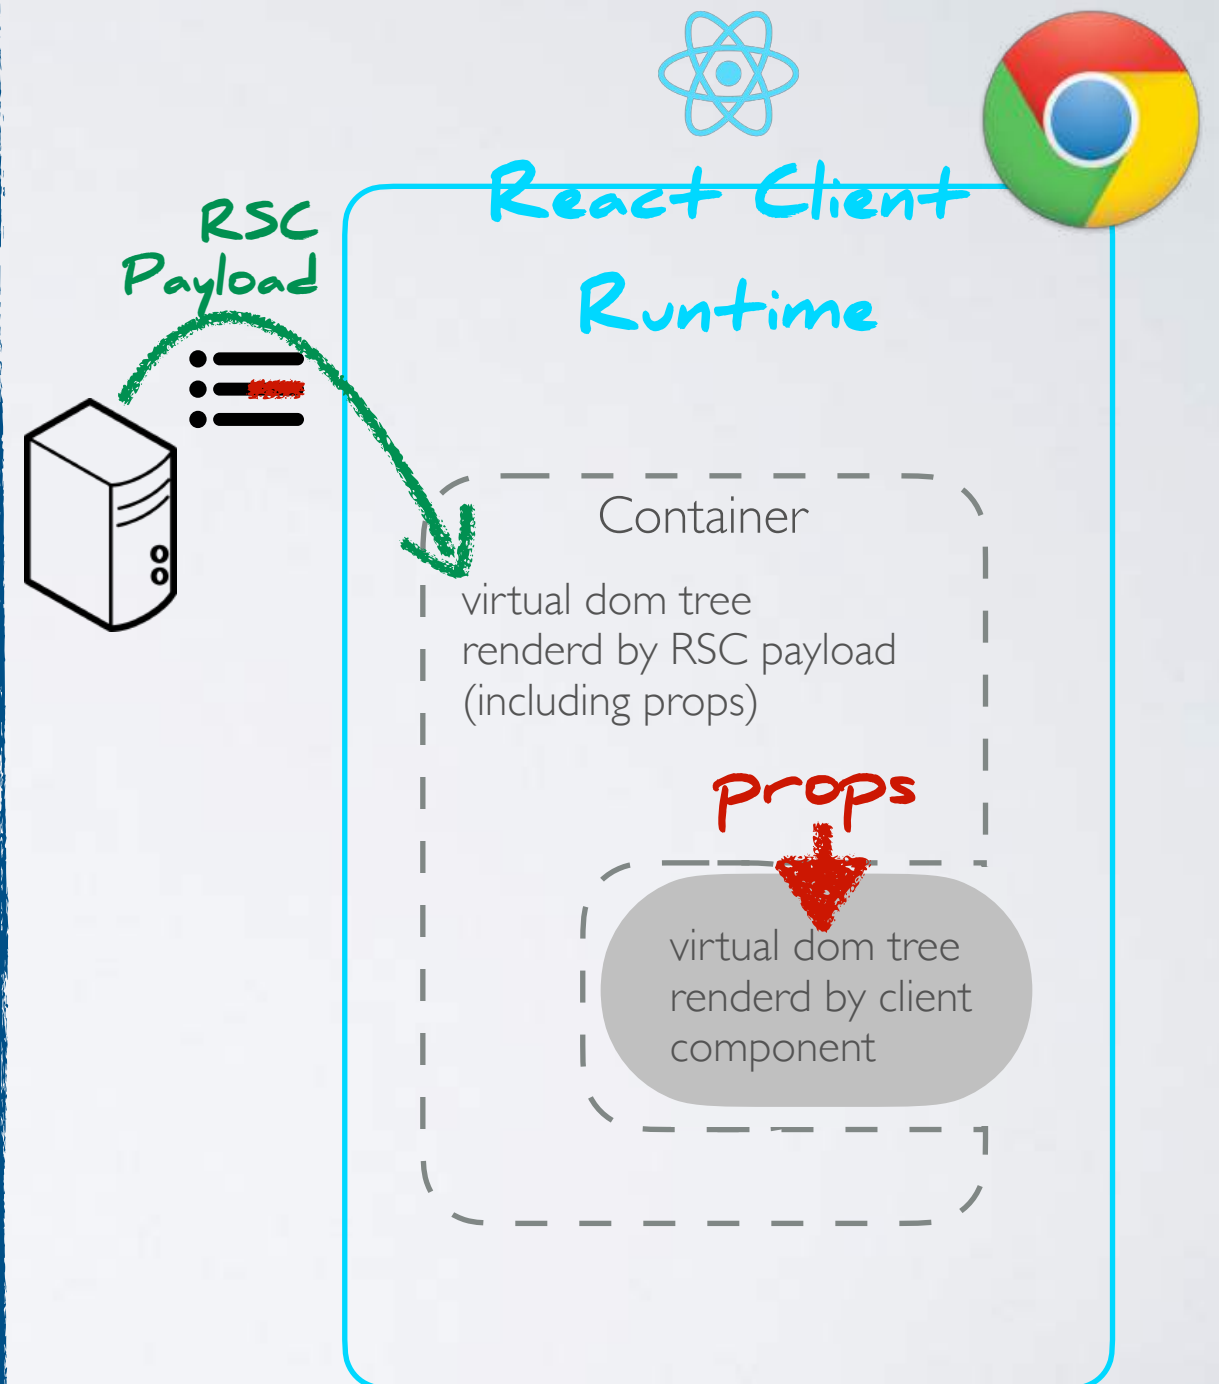 React Client
Runtime
RSC
Payload
Container
virtual dom tree
renderd by RSC payload
(including props)
props
virtual dom tree
renderd by client
component